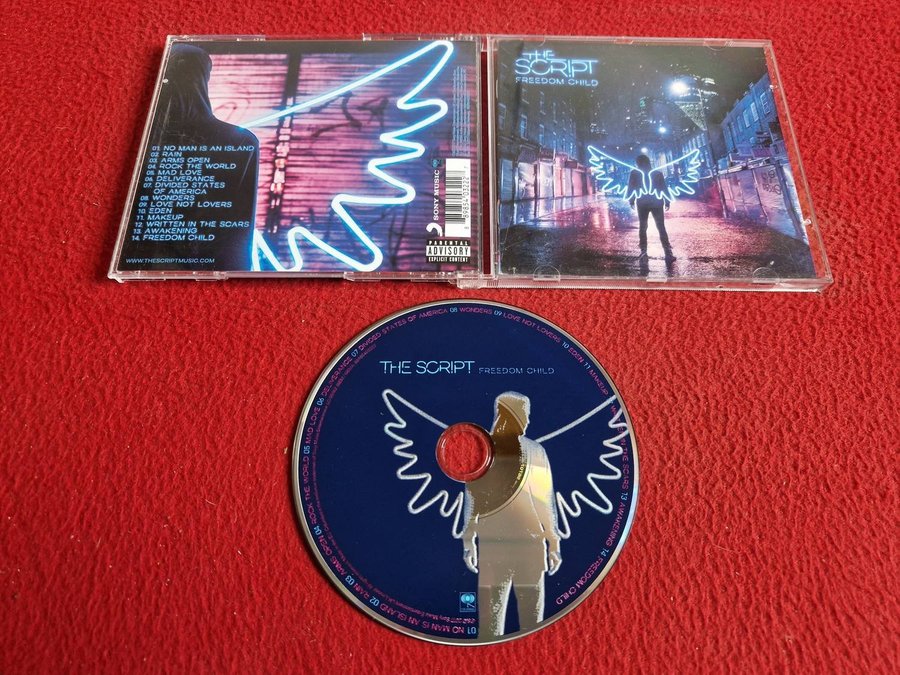 01. NO MAN IS AN ISLAND
02. RAIN
03. ARMS OPEN
04. ROCK THE WORLD
05. MAD LOVE
06. DELIVERANCE
07. DIVIDED STATES
OF AMERICA
08. WONDERS
09. LOVE NOT LOVERS
10. EDEN
11. MAKEUP
12. WRITTEN IN THE SCARS
13. AWAKENING
14. FREEDOM CHILD
WWW.THESCRIPTMUSIC.COM
SONY MUSIC
PARENTAL
ADVISORY
EXPLICIT CONTENT
THE
SCRIPT
FREEDOM CHILD
THE SCRIPT FREEDOM CHILD
01 NO MAN IS AN ISLAND 02 RAIN 03 ARMS OPEN 04 ROCK THE WORLD 05 MAD LOVE 06 DELIVERANCE 07 DIVIDED STATES OF AMERICA 08 WONDERS 09 LOVE NOT LOVERS 10 EDEN 11 MAKEUP IN THE SCARS 13 AWAKENING 14 FREEDOM CHILD